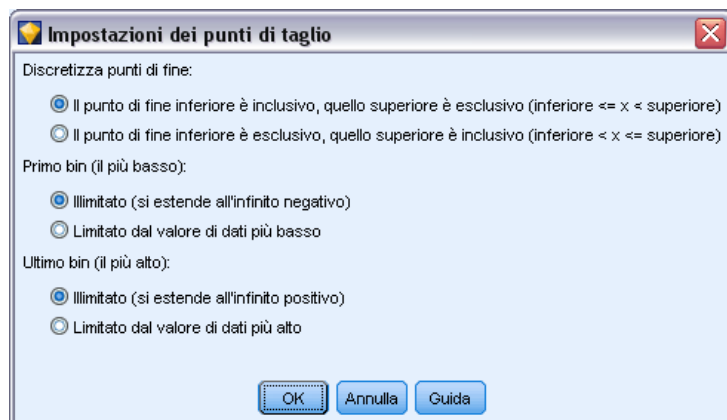 Impostazioni dei punti di taglio
Discretizza punti di fine:
Il punto di fine inferiore è inclusivo, quello superiore è esclusivo (inferiore <= x < superiore)
Il punto di fine inferiore è esclusivo, quello superiore è inclusivo (inferiore < x <= superiore)
Primo bin (il più basso):
Illimitato (si estende all'infinito negativo)
Limitato dal valore di dati più basso
Ultimo bin (il più alto):
Illimitato (si estende all'infinito positivo)
Limitato dal valore di dati più alto
OK Annulla Guida